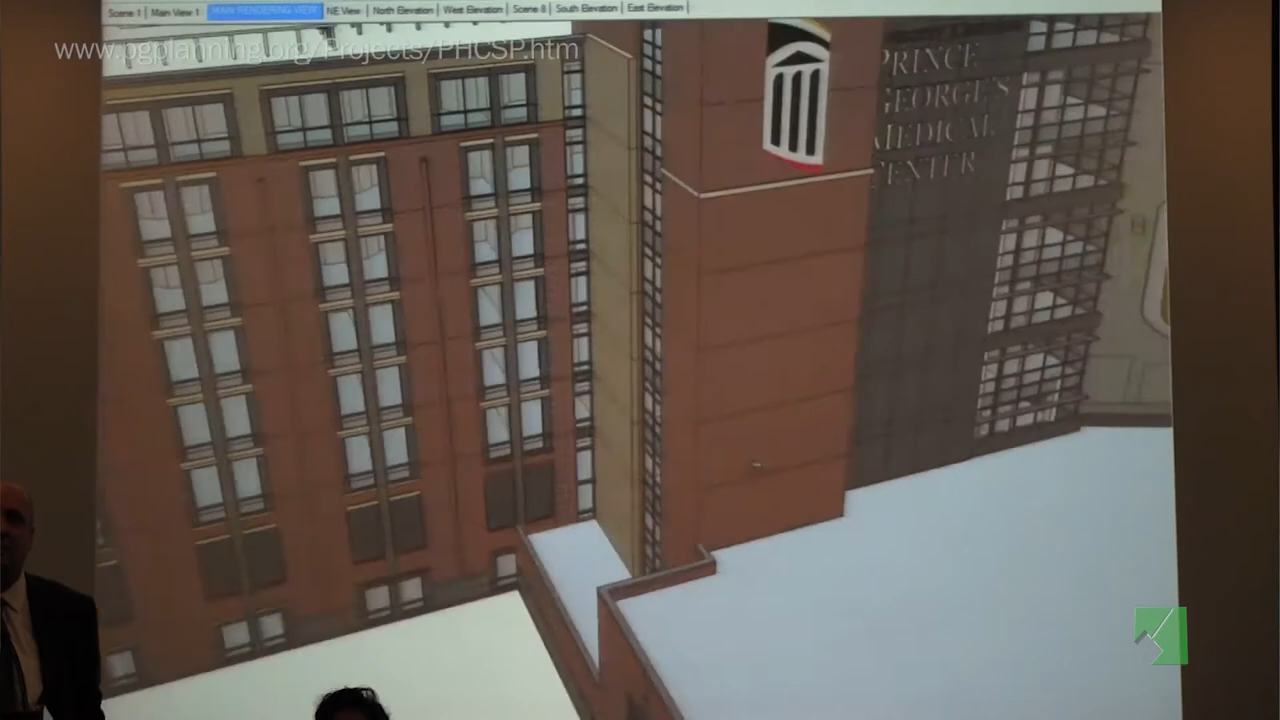 Scene 1 Main View 1 MAIN RENDERING VIEW NE View North Elevation West Elevation Scene 8 South Elevation East Elevation
www.pgplanning.org/Projects/PHCSP.htm
PRINCE
GEORGE'S
MEDICAL
CENTER